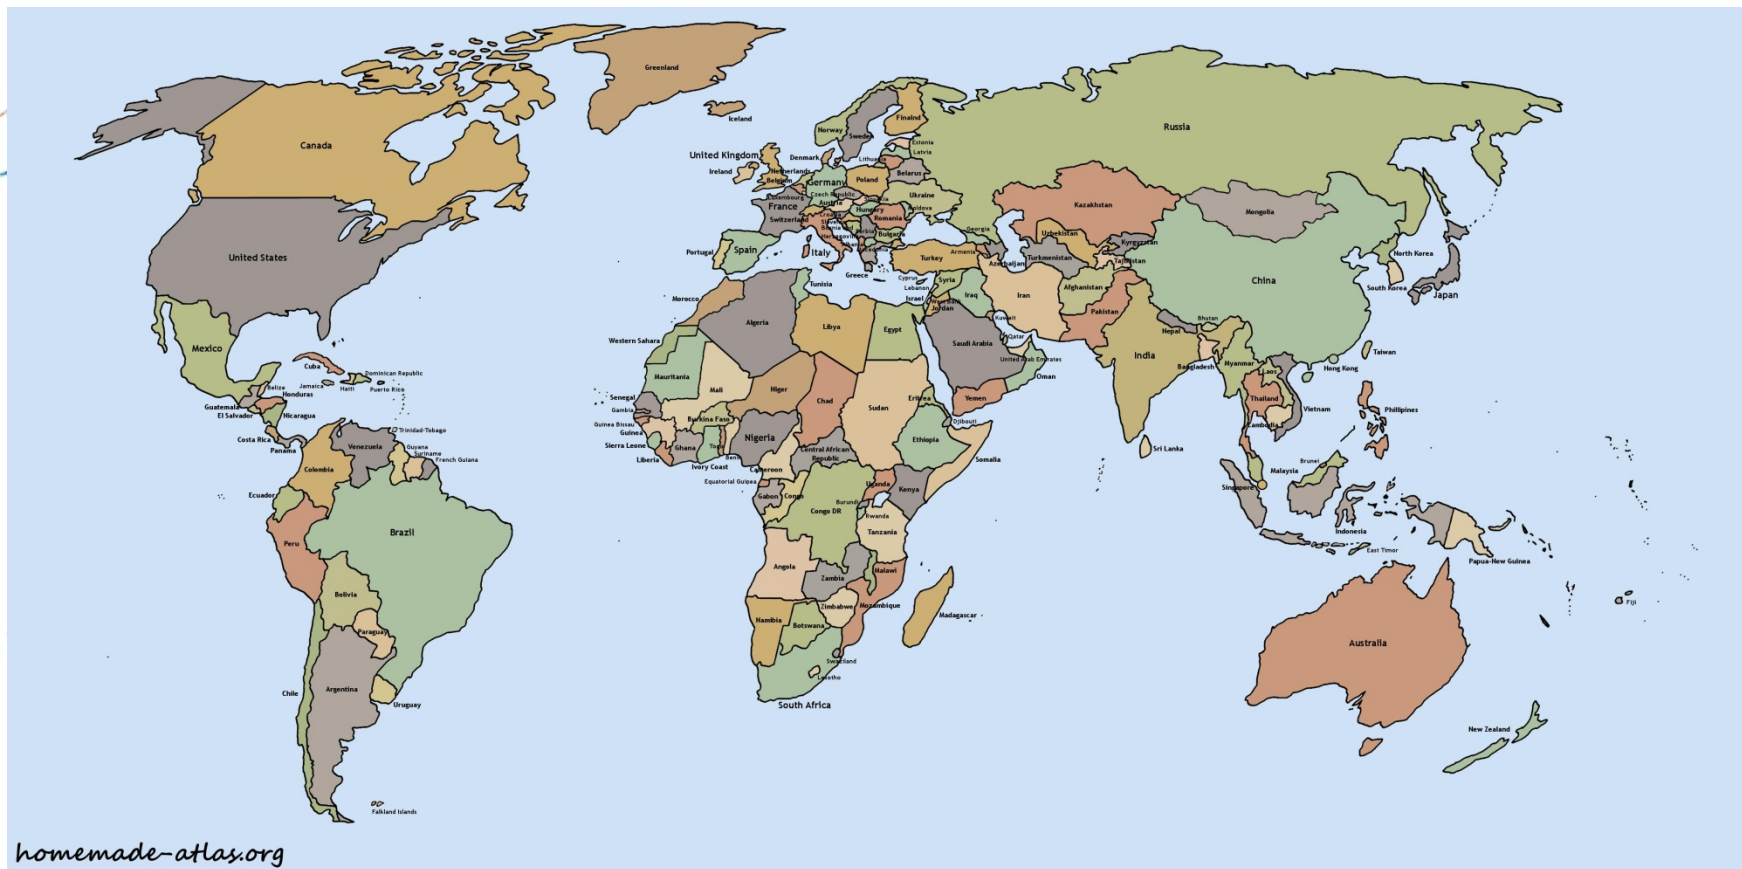 Greenland
Iceland
Canada
United States
Mexico
Cuba
Jamaica
Haiti
Dominican Republic
Puerto Rico
Belize
Honduras
Guatemala
El Salvador
Nicaragua
Costa Rica
Panama
Trinidad-Tobago
Venezuela
Guyana
Suriname
French Guiana
Colombia
Ecuador
Peru
Brazil
Bolivia
Paraguay
Chile
Argentina
Uruguay
Falkland Islands
Norway
Sweden
Finalnd
Estonia
Latvia
Lithuania
Denmark
United Kingdom
Ireland
Netherlands
Belgium
Germany
Poland
Belarus
Ukraine
Luxembourg
Czech Republic
Austria
France
Switzerland
Hungary
Moldova
Romania
Bulgaria
Portugal
Spain
Italy
Greece
Turkey
Georgia
Armenia
Azerbaijan
Cyprus
Lebanon
Syria
Israel
Jordan
Iraq
Iran
Kuwait
Qatar
Saudi Arabia
United Arab Emirates
Oman
Yemen
Russia
Kazakhstan
Uzbekistan
Turkmenistan
Kyrgyzstan
Tajikistan
Afghanistan
Pakistan
Mongolia
China
North Korea
South Korea
Japan
Nepal
Bhutan
India
Bangladesh
Myanmar
Laos
Thailand
Cambodia
Vietnam
Hong Kong
Taiwan
Phillipines
Sri Lanka
Brunei
Malaysia
Singapore
Indonesia
East Timor
Papua-New Guinea
Fiji
Australia
New Zealand
Morocco
Algeria
Tunisia
Libya
Egypt
Western Sahara
Mauritania
Mali
Niger
Chad
Sudan
Eritrea
Djibouti
Ethiopia
Somalia
Senegal
Gambia
Guinea Bissau
Guinea
Sierra Leone
Liberia
Burkina Faso
Ghana
Ivory Coast
Togo
Benin
Nigeria
Cameroon
Central African
Republic
Equatorial Guinea
Gabon
Congo
Congo DR
Uganda
Kenya
Burundi
Rwanda
Tanzania
Angola
Zambia
Malawi
Mozambique
Zimbabwe
Namibia
Botswana
Madagascar
Swaziland
Lesotho
South Africa
homemade-atlas.org